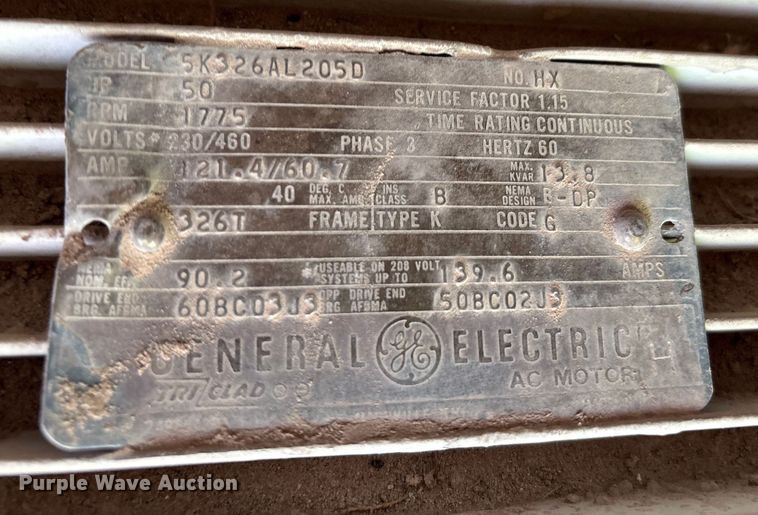 MODEL 5K326AL205D NO. HX
HP 50 SERVICE FACTOR 1.15
RPM 1775 TIME RATING CONTINUOUS
VOLTS* 230/460 PHASE 3 HERTZ 60
AMP 121.4/60.7 MAX. KVAR 13.8
40 DEG. C MAX. AMB. INS CLASS B NEMA DESIGN B-DP
326T FRAME TYPE K CODE G
NEMA NOM. EFF. 90.2 *USEABLE ON 208 VOLT SYSTEMS UP TO 139.6 AMPS
DRIVE END BRG AFBMA 60BC03J3 OPP DRIVE END BRG AFBMA 50BC02J3
GENERAL GE ELECTRIC
TRI CLAD AC MOTOR
Purple Wave Auction